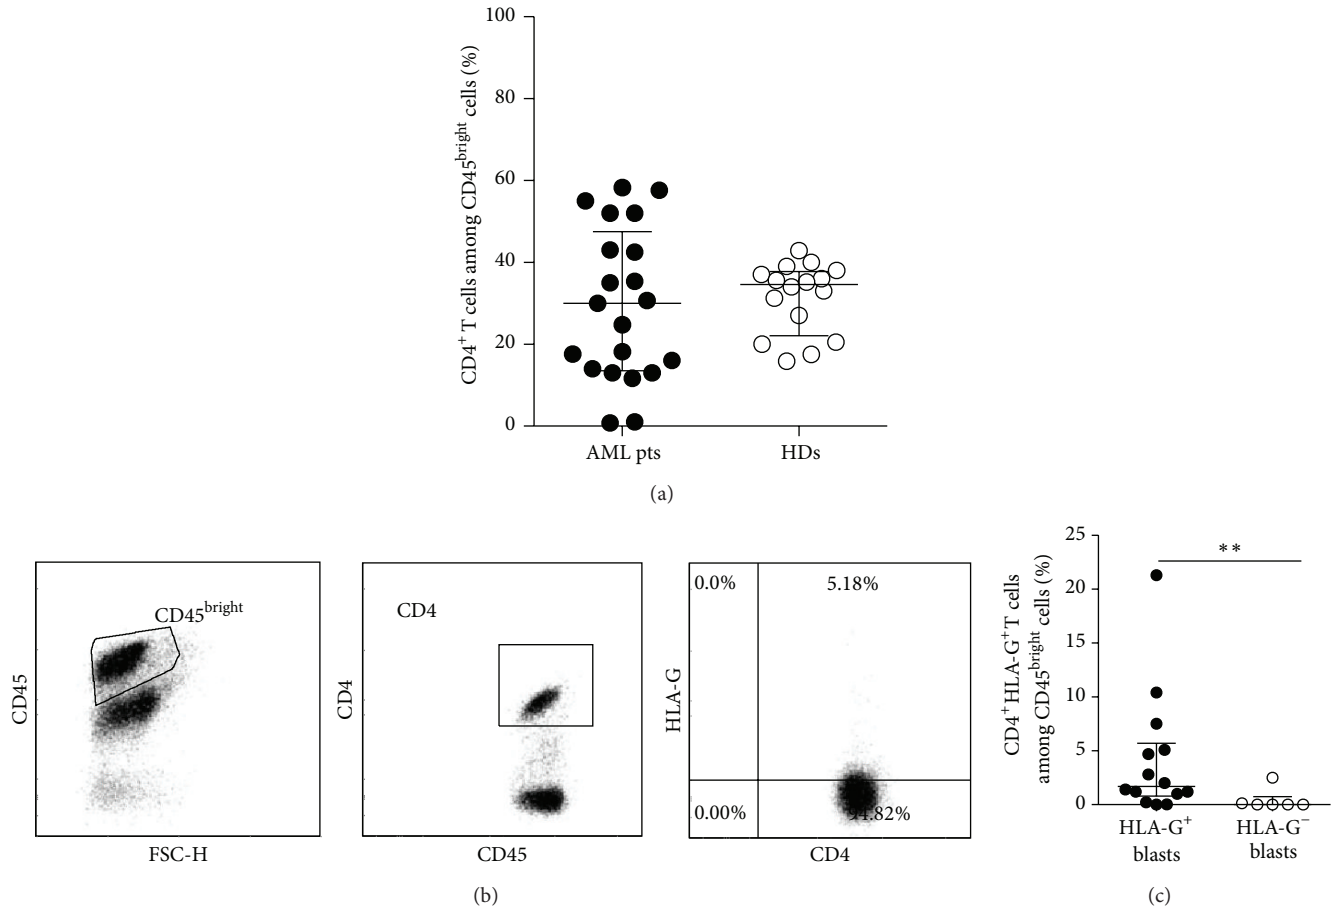 100
80
60
40
20
0
CD4⁺ T cells among CD45ᵇʳⁱᵍʰᵗ cells (%)
AML pts
HDs
(a)
CD45ᵇʳⁱᵍʰᵗ
CD45
FSC-H
CD4
CD4
CD45
0.0%
5.18%
0.00%
HLA-G
CD4
(b)
25
20
15
10
5
0
**
CD4⁺HLA-G⁺T cells
among CD45ᵇʳⁱᵍʰᵗ cells (%)
HLA-G⁺
blasts
HLA-G⁻
blasts
(c)